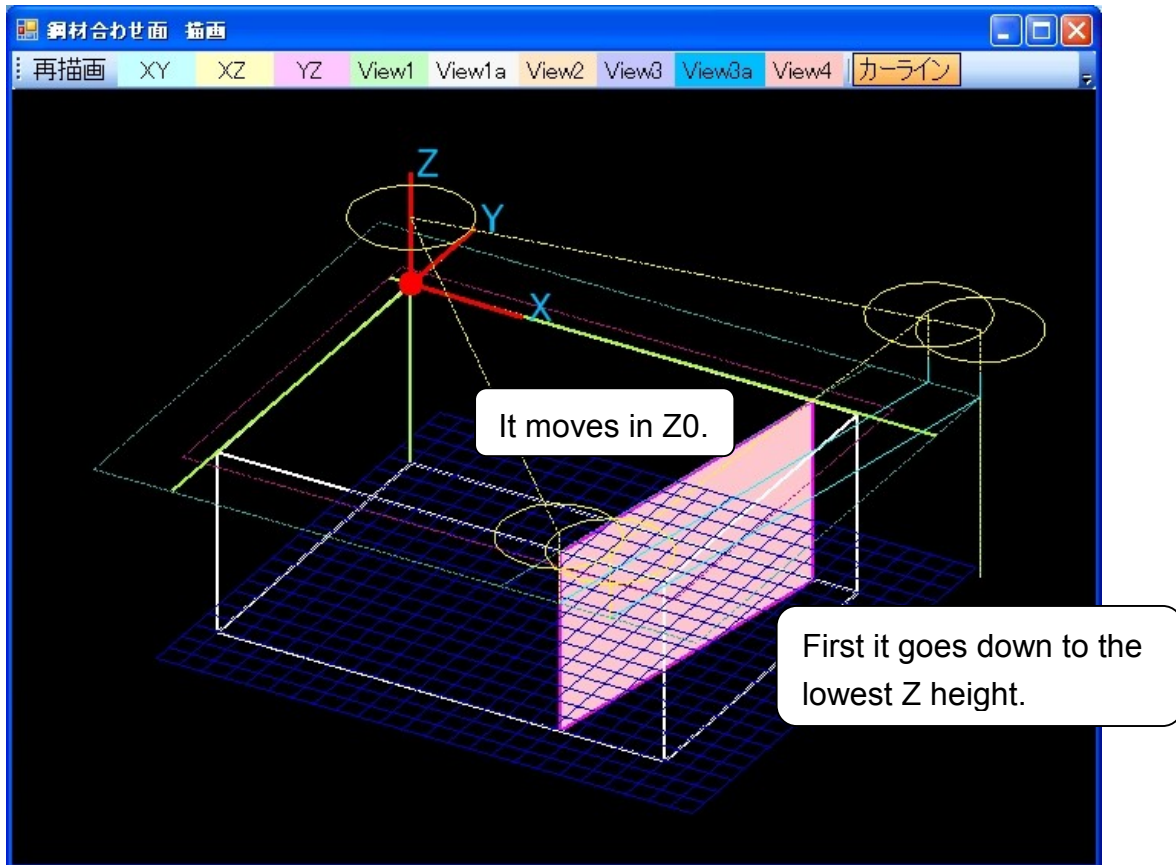 鋼材合わせ面 描画
再描画 XY XZ YZ View1 View1a View2 View3 View3a View4 カーライン
Z
Y
X
It moves in Z0.
First it goes down to the
lowest Z height.